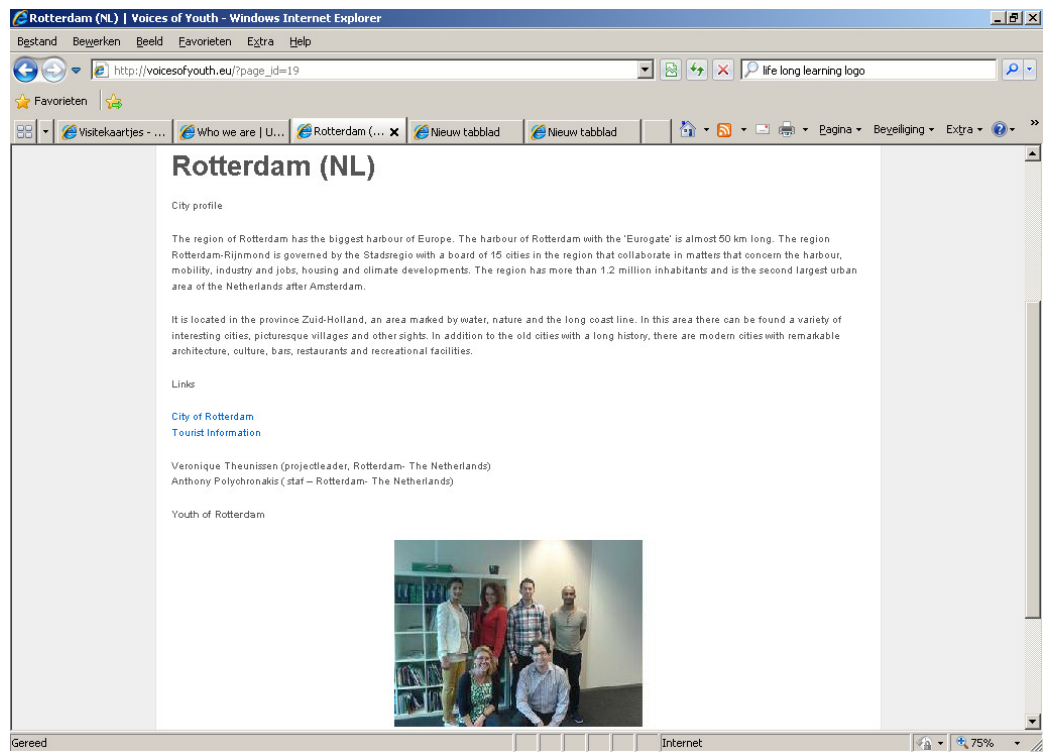 Rotterdam (NL) | Voices of Youth - Windows Internet Explorer
Bestand Bewerken Beeld Favorieten Extra Help
http://voicesofyouth.eu/?page_id=19
life long learning logo
Favorieten
Visitekaartjes - ...
Who we are | U...
Rotterdam (...
Nieuw tabblad
Nieuw tabblad
Pagina
Beveiliging
Extra
Rotterdam (NL)
City profile
The region of Rotterdam has the biggest harbour of Europe. The harbour of Rotterdam with the 'Eurogate' is almost 50 km long. The region
Rotterdam-Rijnmond is governed by the Stadsregio with a board of 15 cities in the region that collaborate in matters that concern the harbour,
mobility, industry and jobs, housing and climate developments. The region has more than 1.2 million inhabitants and is the second largest urban
area of the Netherlands after Amsterdam.
It is located in the province Zuid-Holland, an area marked by water, nature and the long coast line. In this area there can be found a variety of
interesting cities, picturesque villages and other sights. In addition to the old cities with a long history, there are modern cities with remarkable
architecture, culture, bars, restaurants and recreational facilities.
Links
City of Rotterdam
Tourist Information
Veronique Theunissen (projectleader, Rotterdam- The Netherlands)
Anthony Polychronakis ( staf – Rotterdam- The Netherlands)
Youth of Rotterdam
Gereed
Internet
75%